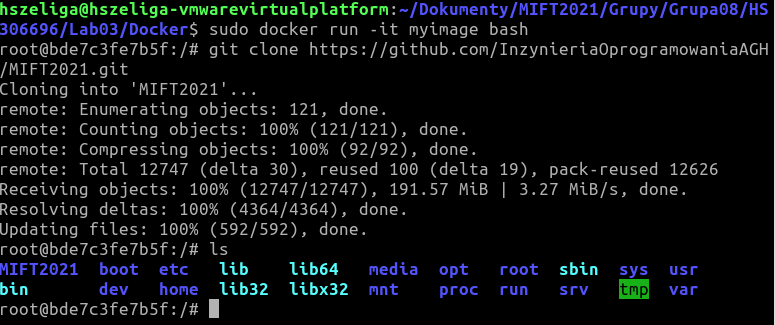 hszeliga@hszeliga-vmwarevirtualplatform:~/Dokumenty/MIFT2021/Grupy/Grupa08/HS
306696/Lab03/Docker$ sudo docker run -it myimage bash
root@bde7c3fe7b5f:/# git clone https://github.com/InzynieriaOprogramowaniaAGH
/MIFT2021.git
Cloning into 'MIFT2021'...
remote: Enumerating objects: 121, done.
remote: Counting objects: 100% (121/121), done.
remote: Compressing objects: 100% (92/92), done.
remote: Total 12747 (delta 30), reused 100 (delta 19), pack-reused 12626
Receiving objects: 100% (12747/12747), 191.57 MiB | 3.27 MiB/s, done.
Resolving deltas: 100% (4364/4364), done.
Updating files: 100% (592/592), done.
root@bde7c3fe7b5f:/# ls
MIFT2021  boot  etc   lib    lib64   media  opt   root  sbin  sys  usr
bin       dev   home  lib32  libx32  mnt    proc  run   srv   tmp  var
root@bde7c3fe7b5f:/#